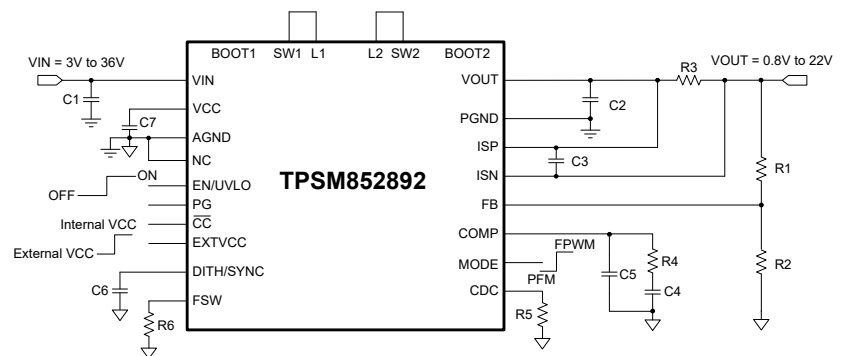 BOOT1 SW1 L1 L2 SW2 BOOT2
VIN = 3V to 36V
VOUT = 0.8V to 22V
VIN
VOUT
R3
C1
VCC
C2
C7
PGND
AGND
ISP
NC
C3
ON
OFF
EN/UVLO
TPSM852892
ISN
R1
PG
FB
Internal VCC
CC
External VCC
EXTVCC
COMP
FPWM
MODE
PFM
R4
R2
C5
DITH/SYNC
C6
CDC
C4
FSW
R6
R5